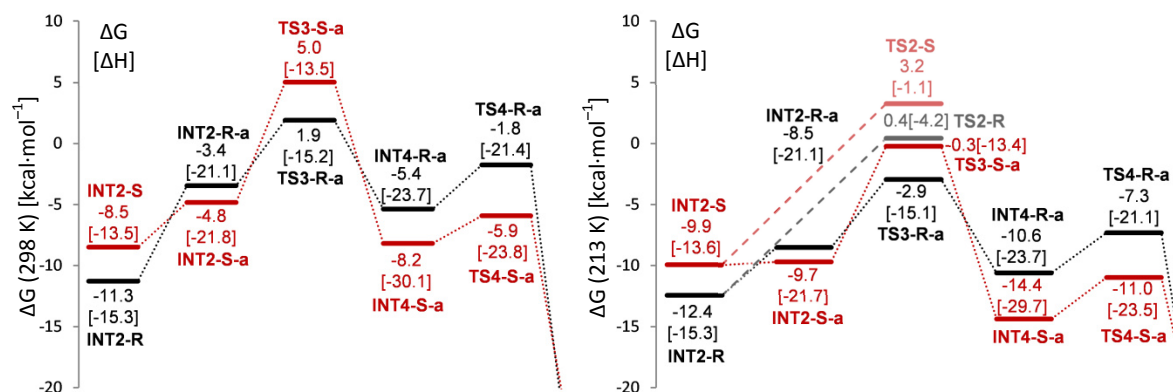 ΔG (298 K) [kcal·mol⁻¹]
10
5
0
-5
-10
-15
-20
ΔG
[ΔH]
TS3-S-a
5.0
[-13.5]
INT2-R-a
-3.4
[-21.1]
1.9
[-15.2]
TS3-R-a
TS4-R-a
-1.8
[-21.4]
INT4-R-a
-5.4
[-23.7]
INT2-S
-8.5
[-13.5]
-4.8
[-21.8]
INT2-S-a
-11.3
[-15.3]
INT2-R
-8.2
[-30.1]
INT4-S-a
-5.9
[-23.8]
TS4-S-a
ΔG (213 K) [kcal·mol⁻¹]
10
5
0
-5
-10
-15
-20
ΔG
[ΔH]
TS2-S
3.2
[-1.1]
INT2-R-a
-8.5
[-21.1]
TS2-R
0.4[-4.2]
-0.3[-13.4]
TS3-S-a
-2.9
[-15.1]
TS3-R-a
TS4-R-a
-7.3
[-21.1]
INT4-R-a
-10.6
[-23.7]
INT2-S
-9.9
[-13.6]
-9.7
[-21.7]
INT2-S-a
-12.4
[-15.3]
INT2-R
-14.4
[-29.7]
INT4-S-a
-11.0
[-23.5]
TS4-S-a